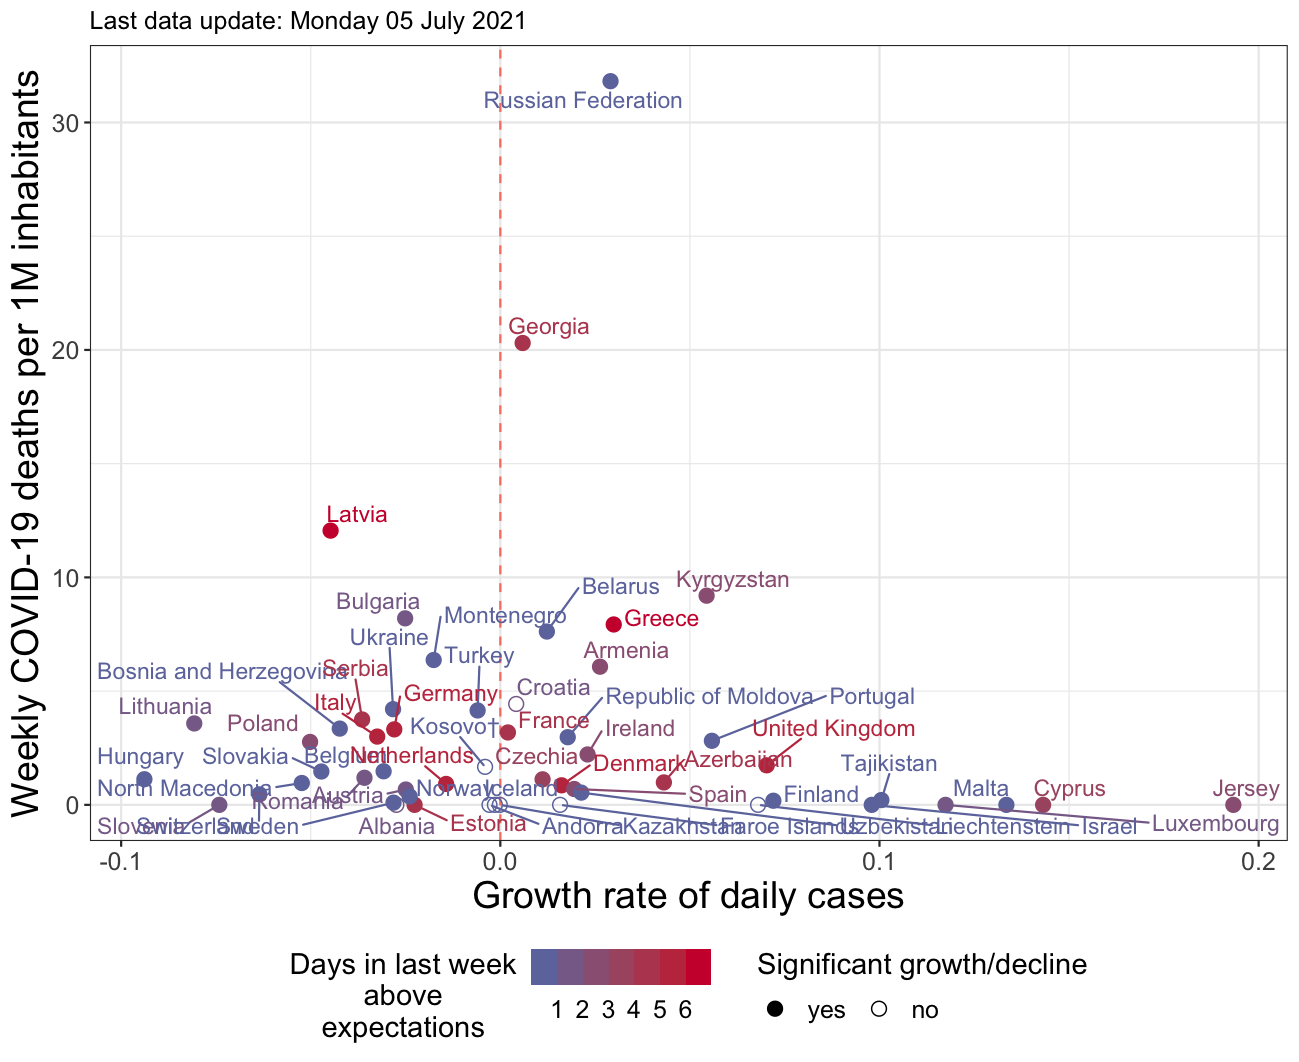 Last data update: Monday 05 July 2021
Weekly COVID-19 deaths per 1M inhabitants
30
20
10
0
Russian Federation
Georgia
Latvia
Kyrgyzstan
Belarus
Bulgaria
Montenegro
Greece
Ukraine
Armenia
Turkey
Bosnia and Herzegovina
Serbia
Croatia
Germany
Republic of Moldova
Portugal
Lithuania
Italy
Poland
Kosovo†
France
Ireland
United Kingdom
Hungary
Slovakia
Belgium
Netherlands
Czechia
Denmark
Azerbaijan
Tajikistan
North Macedonia
Romania
Austria
Norway
Iceland
Spain
Finland
Malta
Cyprus
Jersey
Slovenia
Switzerland
Sweden
Albania
Estonia
Andorra
Kazakhstan
Faroe Islands
Uzbekistan
Liechtenstein
Israel
Luxembourg
-0.1
0.0
0.1
0.2
Growth rate of daily cases
Days in last week
above
expectations
1 2 3 4 5 6
Significant growth/decline
yes
no